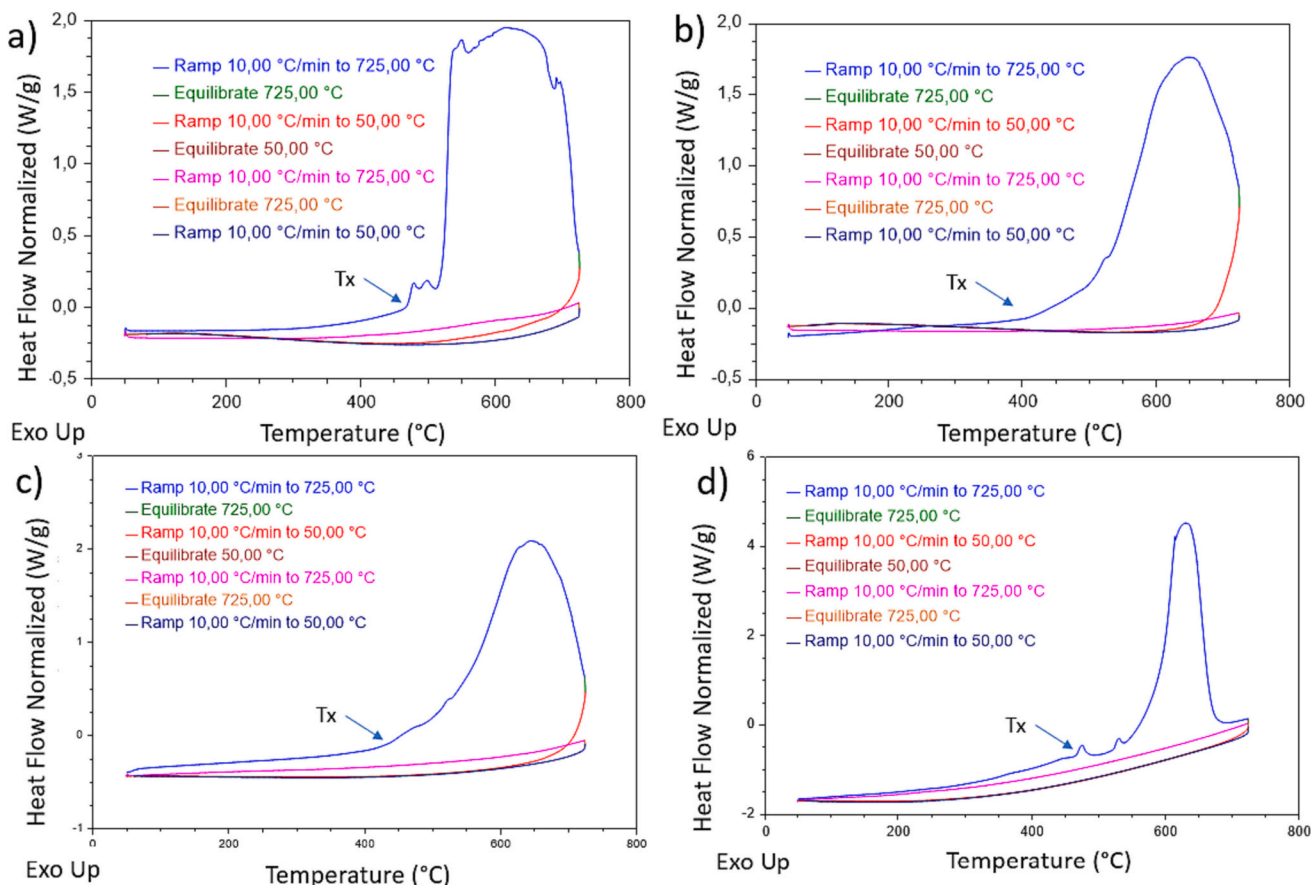 a)
Heat Flow Normalized (W/g)
2,0
1,5
1,0
0,5
0,0
-0,5
Ramp 10,00 °C/min to 725,00 °C
Equilibrate 725,00 °C
Ramp 10,00 °C/min to 50,00 °C
Equilibrate 50,00 °C
Ramp 10,00 °C/min to 725,00 °C
Equilibrate 725,00 °C
Ramp 10,00 °C/min to 50,00 °C
Tx
0 200 400 600 800
Exo Up
Temperature (°C)
b)
Heat Flow Normalized (W/g)
2,0
1,5
1,0
0,5
0,0
-0,5
Ramp 10,00 °C/min to 725,00 °C
Equilibrate 725,00 °C
Ramp 10,00 °C/min to 50,00 °C
Equilibrate 50,00 °C
Ramp 10,00 °C/min to 725,00 °C
Equilibrate 725,00 °C
Ramp 10,00 °C/min to 50,00 °C
Tx
0 200 400 600 800
Exo Up
Temperature (°C)
c)
Heat Flow Normalized (W/g)
3
2
1
0
-1
Ramp 10,00 °C/min to 725,00 °C
Equilibrate 725,00 °C
Ramp 10,00 °C/min to 50,00 °C
Equilibrate 50,00 °C
Ramp 10,00 °C/min to 725,00 °C
Equilibrate 725,00 °C
Ramp 10,00 °C/min to 50,00 °C
Tx
0 200 400 600 800
Exo Up
Temperature (°C)
d)
Heat Flow Normalized (W/g)
6
4
2
0
-2
Ramp 10,00 °C/min to 725,00 °C
Equilibrate 725,00 °C
Ramp 10,00 °C/min to 50,00 °C
Equilibrate 50,00 °C
Ramp 10,00 °C/min to 725,00 °C
Equilibrate 725,00 °C
Ramp 10,00 °C/min to 50,00 °C
Tx
0 200 400 600 800
Exo Up
Temperature (°C)